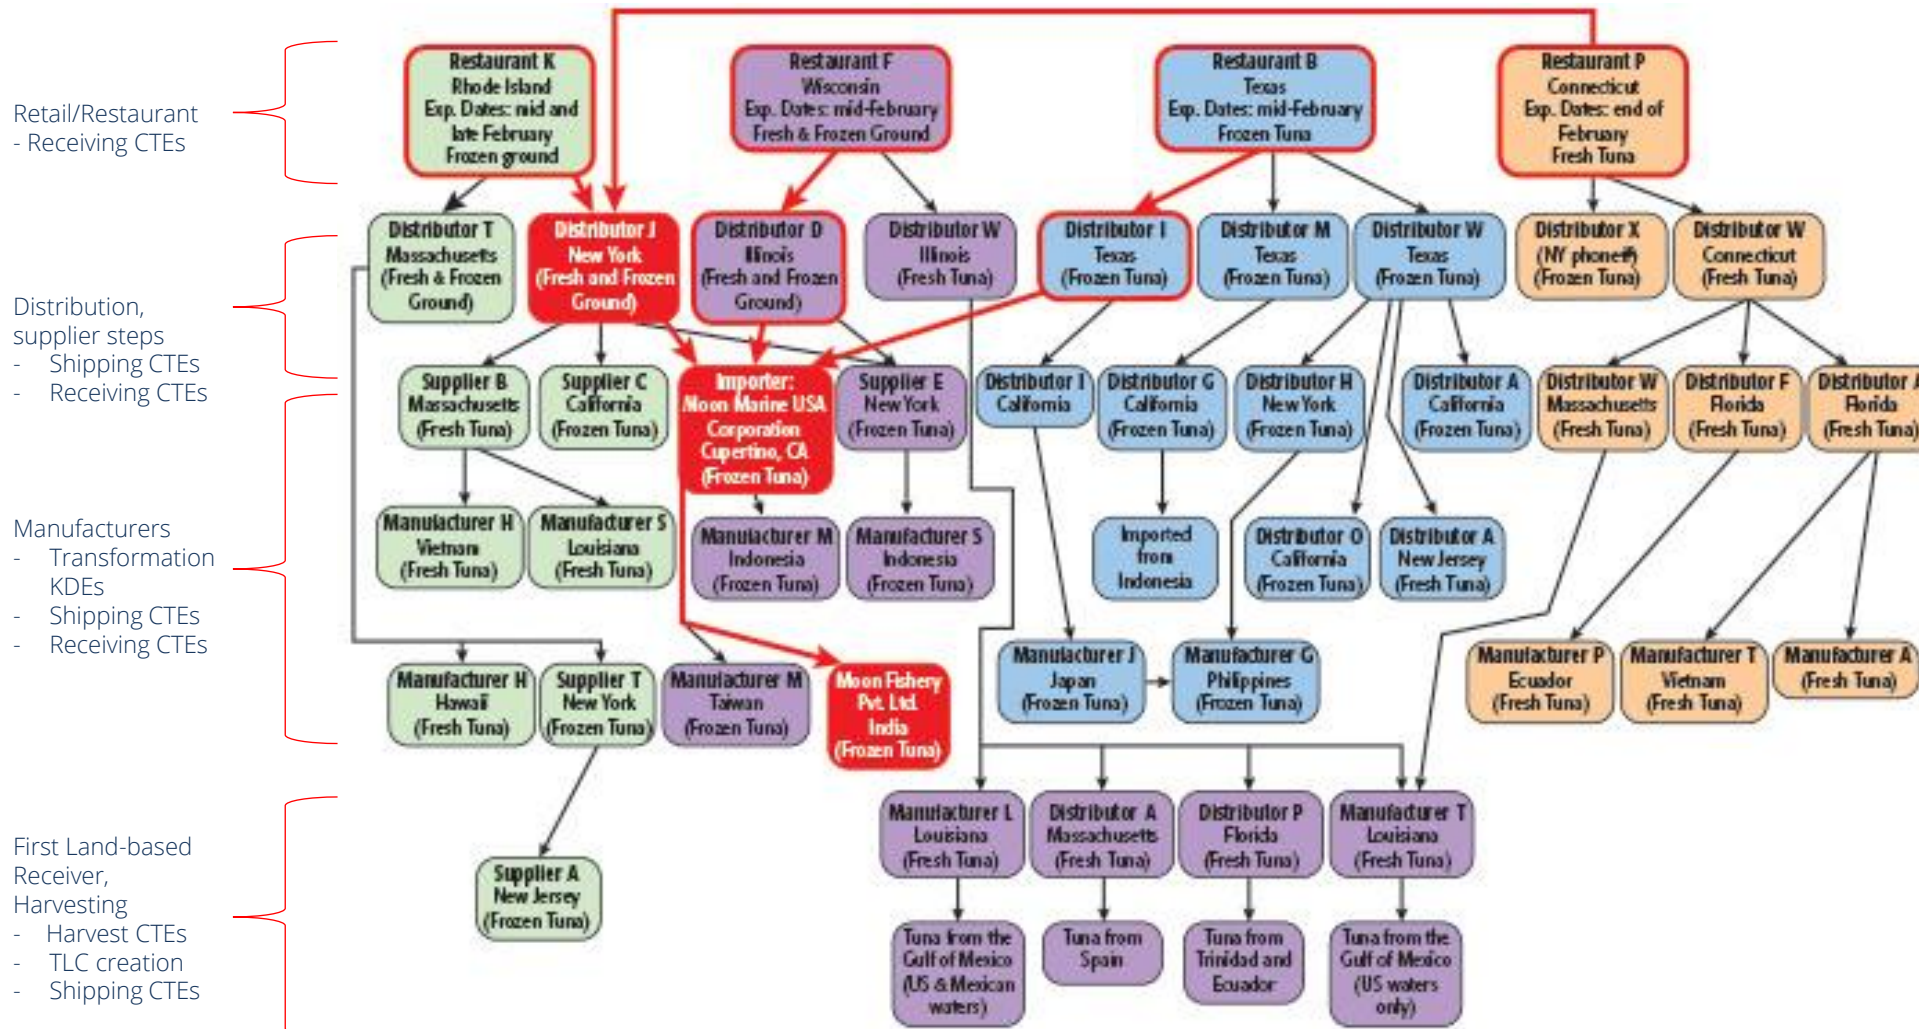 Retail/Restaurant
- Receiving CTEs
Distribution,
supplier steps
- Shipping CTEs
- Receiving CTEs
Manufacturers
- Transformation
KDEs
- Shipping CTEs
- Receiving CTEs
First Land-based
Receiver,
Harvesting
- Harvest CTEs
- TLC creation
- Shipping CTEs
Restaurant K
Rhode Island
Exp. Dates: mid and
late February
Frozen ground
Restaurant F
Wisconsin
Exp. Dates: mid-february
Fresh & Frozen Ground
Restaurant B
Texas
Exp. Dates: mid-February
Frozen Tuna
Restaurant P
Connecticut
Exp. Dates: end of
February
Fresh Tuna
Distributor T
Massachusetts
(Fresh & Frozen
Ground)
Distributor J
New York
(Fresh and Frozen
Ground)
Distributor D
Illinois
(Fresh and Frozen
Ground)
Distributor W
Illinois
(Fresh Tuna)
Distributor I
Texas
(Frozen Tuna)
Distributor M
Texas
(Frozen Tuna)
Distributor W
Texas
(Frozen Tuna)
Distributor X
(NY phone#)
(Frozen Tuna)
Distributor W
Connecticut
(Fresh Tuna)
Supplier B
Massachusetts
(Fresh Tuna)
Supplier C
California
(Frozen Tuna)
Importer:
Moon Marine USA
Corporation
Cupertino, CA
(Frozen Tuna)
Supplier E
New York
(Frozen Tuna)
Distributor I
California
Distributor G
California
(Frozen Tuna)
Distributor H
New York
(Frozen Tuna)
Distributor A
California
(Frozen Tuna)
Distributor W
Massachusetts
(Fresh Tuna)
Distributor F
Florida
(Fresh Tuna)
Distributor
Florida
(Fresh Tuna)
Manufacturer H
Vietnam
(Fresh Tuna)
Manufacturer S
Louisiana
(Fresh Tuna)
Manufacturer M
Indonesia
(Frozen Tuna)
Manufacturer S
Indonesia
(Frozen Tuna)
Imported
from
Indonesia
Distributor O
California
(Frozen Tuna)
Distributor A
New Jersey
(Fresh Tuna)
Manufacturer H
Hawaii
(Fresh Tuna)
Supplier T
New York
(Frozen Tuna)
Manufacturer M
Taiwan
(Frozen Tuna)
Moon Fishery
Pvt. Ltd.
India
(Frozen Tuna)
Manufacturer J
Japan
(Frozen Tuna)
Manufacturer G
Philippines
(Frozen Tuna)
Manufacturer P
Ecuador
(Fresh Tuna)
Manufacturer T
Vietnam
(Fresh Tuna)
Manufacturer A
(Fresh Tuna)
Supplier A
New Jersey
(Frozen Tuna)
Manufacturer L
Louisiana
(Fresh Tuna)
Distributor A
Massachusetts
(Fresh Tuna)
Distributor P
Florida
(Fresh Tuna)
Manufacturer T
Louisiana
(Fresh Tuna)
Tuna from the
Gulf of Mexico
(US & Mexican
waters)
Tuna from
Spain
Tuna from
Trinidad and
Ecuador
Tuna from the
Gulf of Mexico
(US waters
only)